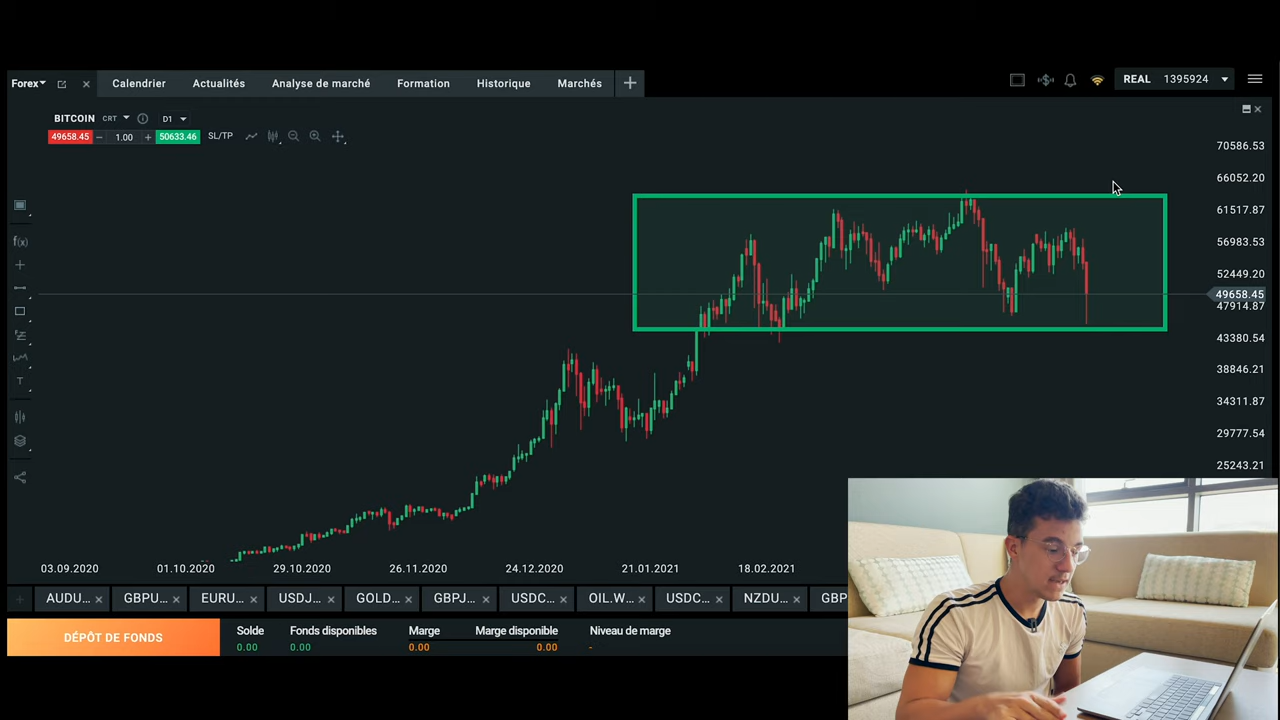 Forex Calendrier Actualités Analyse de marché Formation Historique Marchés + REAL 1395924
BITCOIN CRT D1
49658.45 − 1.00 + 50633.46 SL/TP
70586.53
66052.20
61517.87
56983.53
52449.20
49658.45
47914.87
43380.54
38846.21
34311.87
29777.54
25243.21
f(x)
T
03.09.2020 01.10.2020 29.10.2020 26.11.2020 24.12.2020 21.01.2021 18.02.2021
AUDU... GBPU... EURU... USDJ... GOLD... GBPJ... USDC... OIL.W... USDC... NZDU... GBP
DÉPÔT DE FONDS Solde Fonds disponibles Marge Marge disponible Niveau de marge
0.00 0.00 0.00 0.00 -